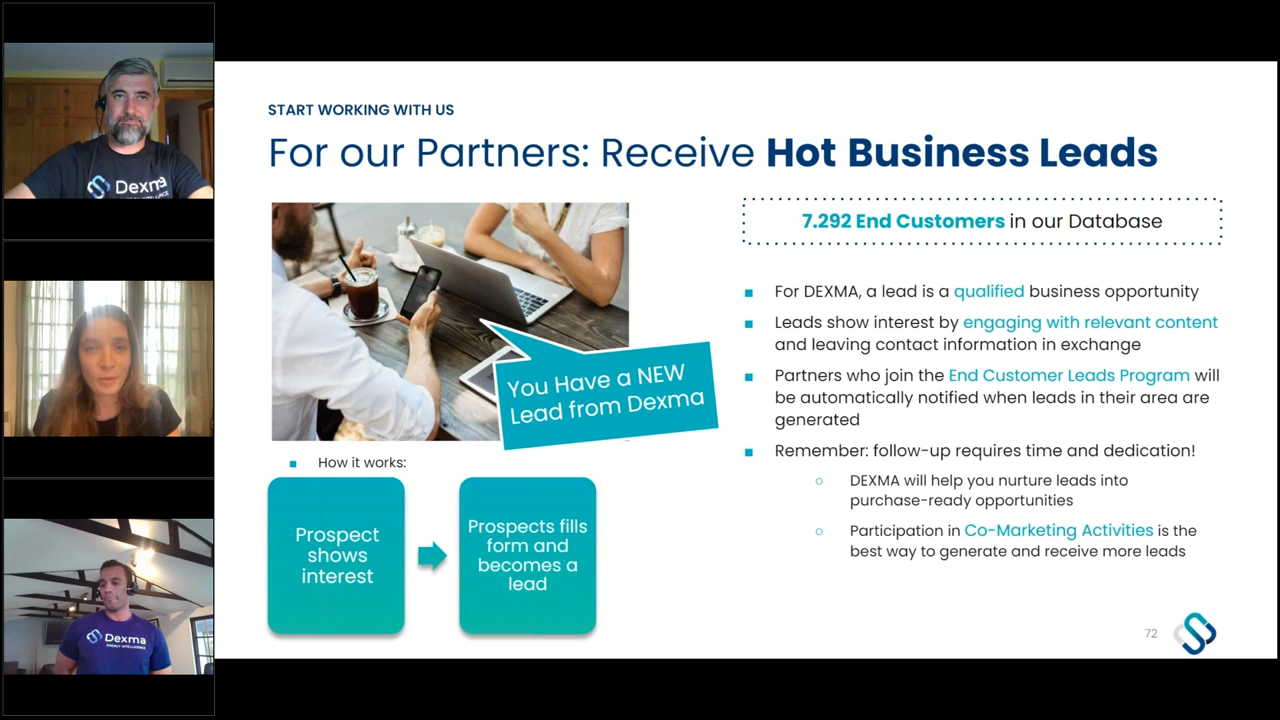 START WORKING WITH US
For our Partners: Receive Hot Business Leads
7.292 End Customers in our Database
You Have a NEW
Lead from Dexma
How it works:
Prospect
shows
interest
Prospects fills
form and
becomes a
lead
For DEXMA, a lead is a qualified business opportunity
Leads show interest by engaging with relevant content
and leaving contact information in exchange
Partners who join the End Customer Leads Program will
be automatically notified when leads in their area are
generated
Remember: follow-up requires time and dedication!
DEXMA will help you nurture leads into
purchase-ready opportunities
Participation in Co-Marketing Activities is the
best way to generate and receive more leads
72
Dexma
Dexma
ENERGY INTELLIGENCE